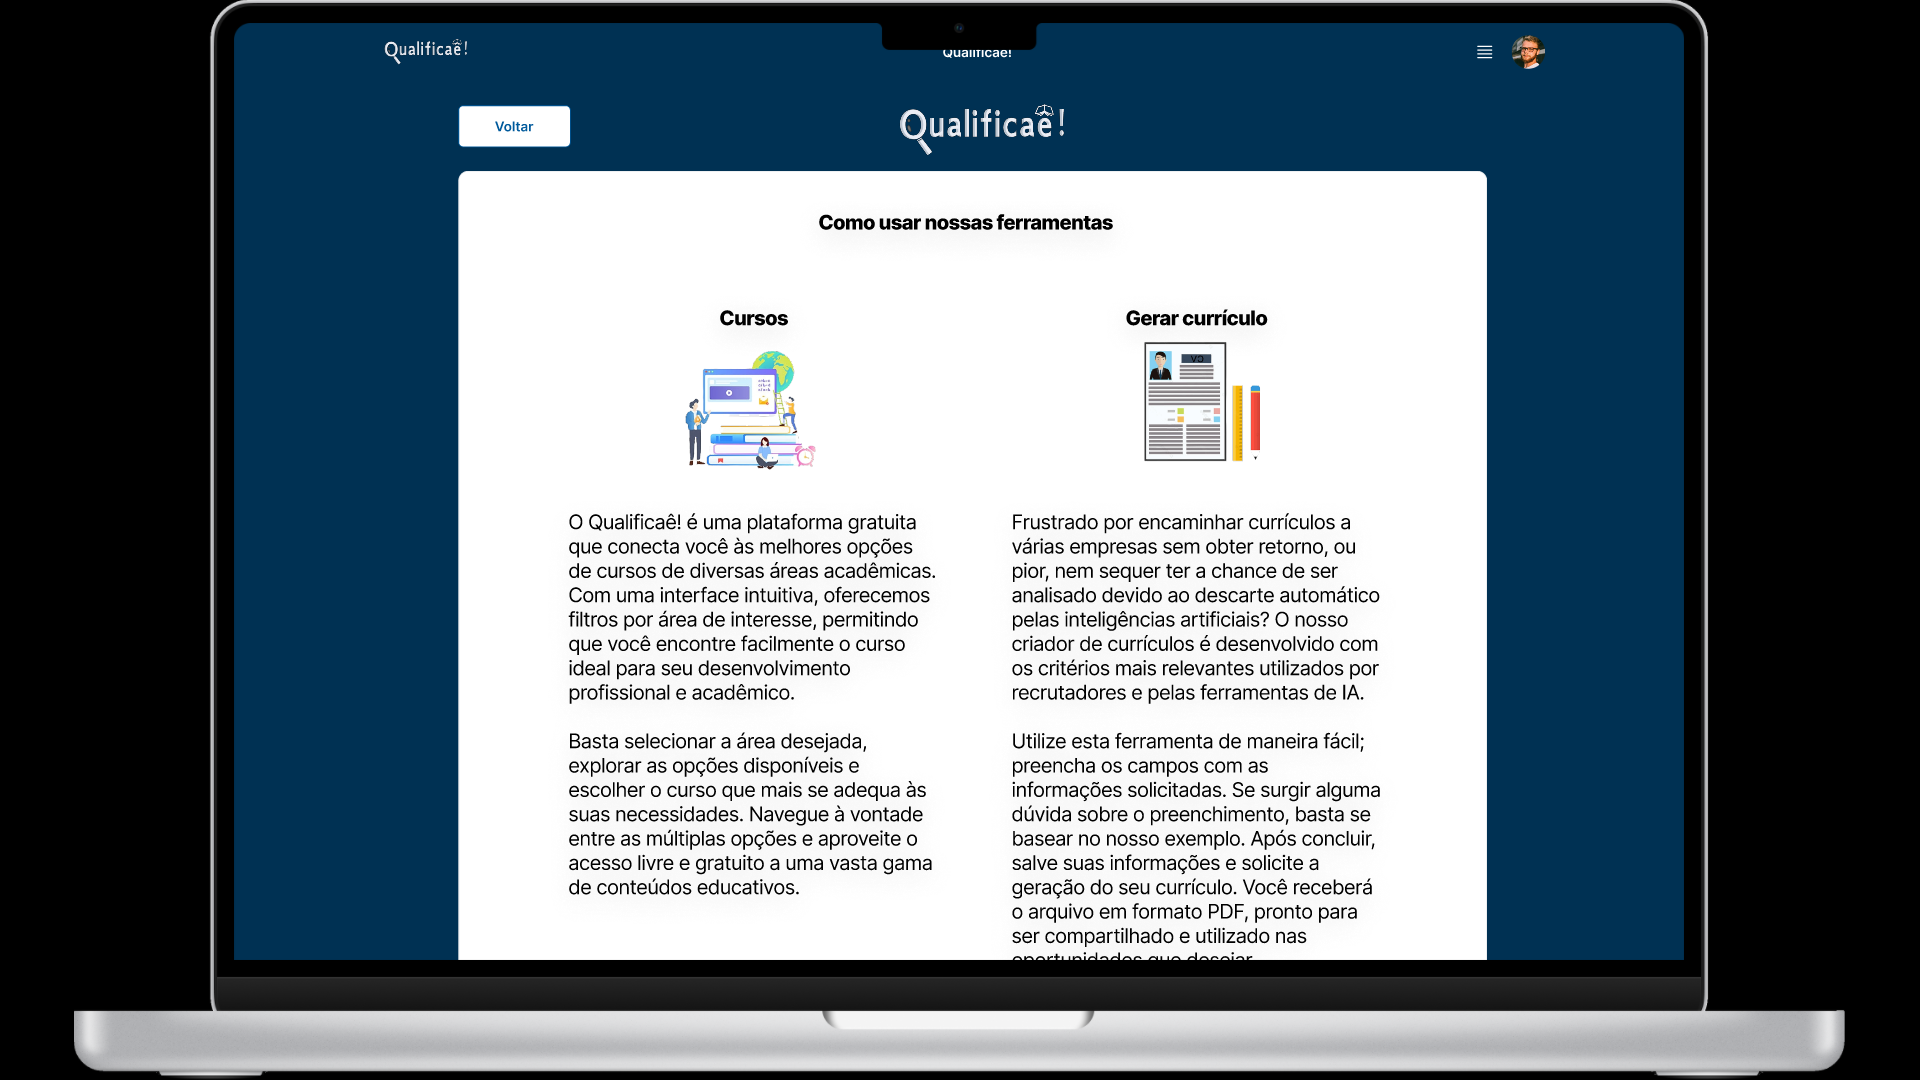 Qualificaê!
Qualificaê!
Voltar
Qualificaê!
Como usar nossas ferramentas
Cursos
O Qualificaê! é uma plataforma gratuita
que conecta você às melhores opções
de cursos de diversas áreas acadêmicas.
Com uma interface intuitiva, oferecemos
filtros por área de interesse, permitindo
que você encontre facilmente o curso
ideal para seu desenvolvimento
profissional e acadêmico.
Basta selecionar a área desejada,
explorar as opções disponíveis e
escolher o curso que mais se adequa às
suas necessidades. Navegue à vontade
entre as múltiplas opções e aproveite o
acesso livre e gratuito a uma vasta gama
de conteúdos educativos.
Gerar currículo
Frustrado por encaminhar currículos a
várias empresas sem obter retorno, ou
pior, nem sequer ter a chance de ser
analisado devido ao descarte automático
pelas inteligências artificiais? O nosso
criador de currículos é desenvolvido com
os critérios mais relevantes utilizados por
recrutadores e pelas ferramentas de IA.
Utilize esta ferramenta de maneira fácil;
preencha os campos com as
informações solicitadas. Se surgir alguma
dúvida sobre o preenchimento, basta se
basear no nosso exemplo. Após concluir,
salve suas informações e solicite a
geração do seu currículo. Você receberá
o arquivo em formato PDF, pronto para
ser compartilhado e utilizado nas
oportunidades que desejar